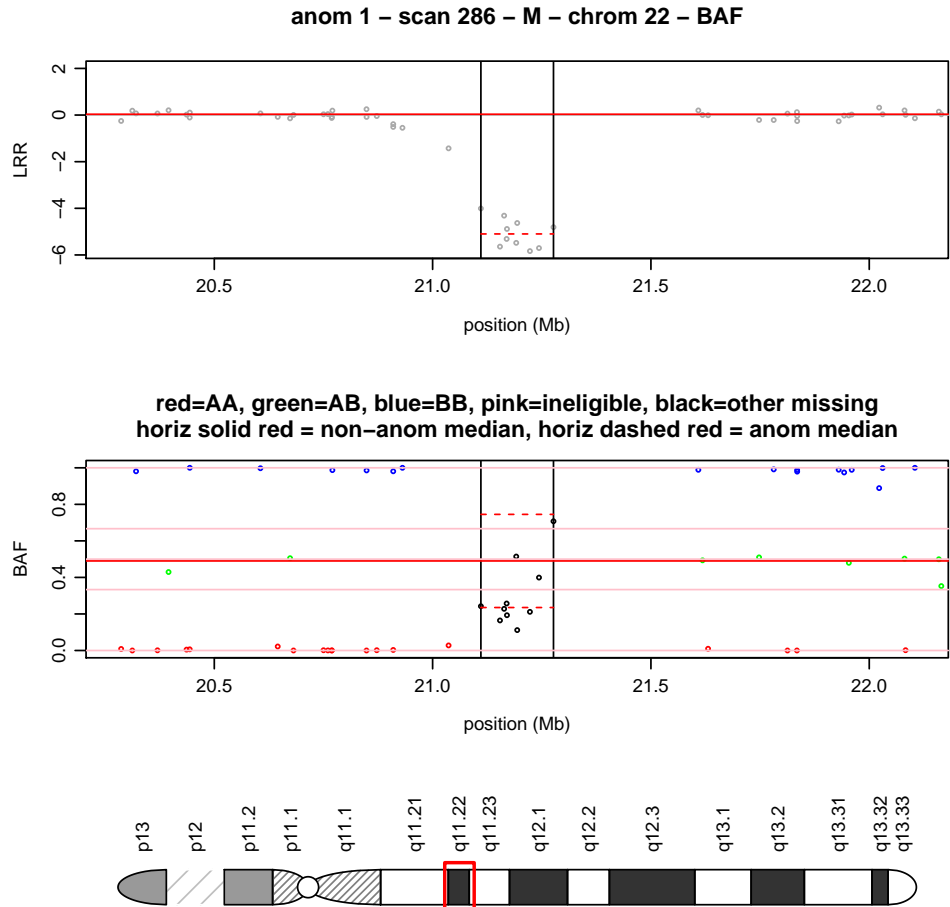 anom 1 – scan 286 – M – chrom 22 – BAF
LRR
2
0
−2
−4
−6
20.5 21.0 21.5 22.0
position (Mb)
red=AA, green=AB, blue=BB, pink=ineligible, black=other missing
horiz solid red = non−anom median, horiz dashed red = anom median
BAF
0.8
0.4
0.0
20.5 21.0 21.5 22.0
position (Mb)
p13 p12 p11.2 p11.1 q11.1 q11.21 q11.22 q11.23 q12.1 q12.2 q12.3 q13.1 q13.2 q13.31 q13.32 q13.33